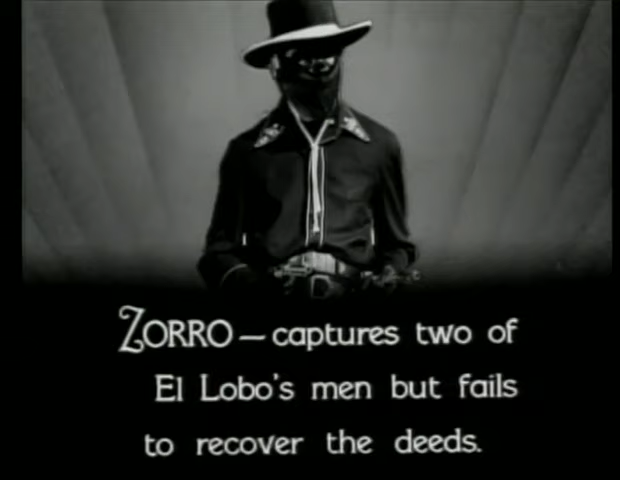 ZORRO — captures two of
El Lobo's men but fails
to recover the deeds.